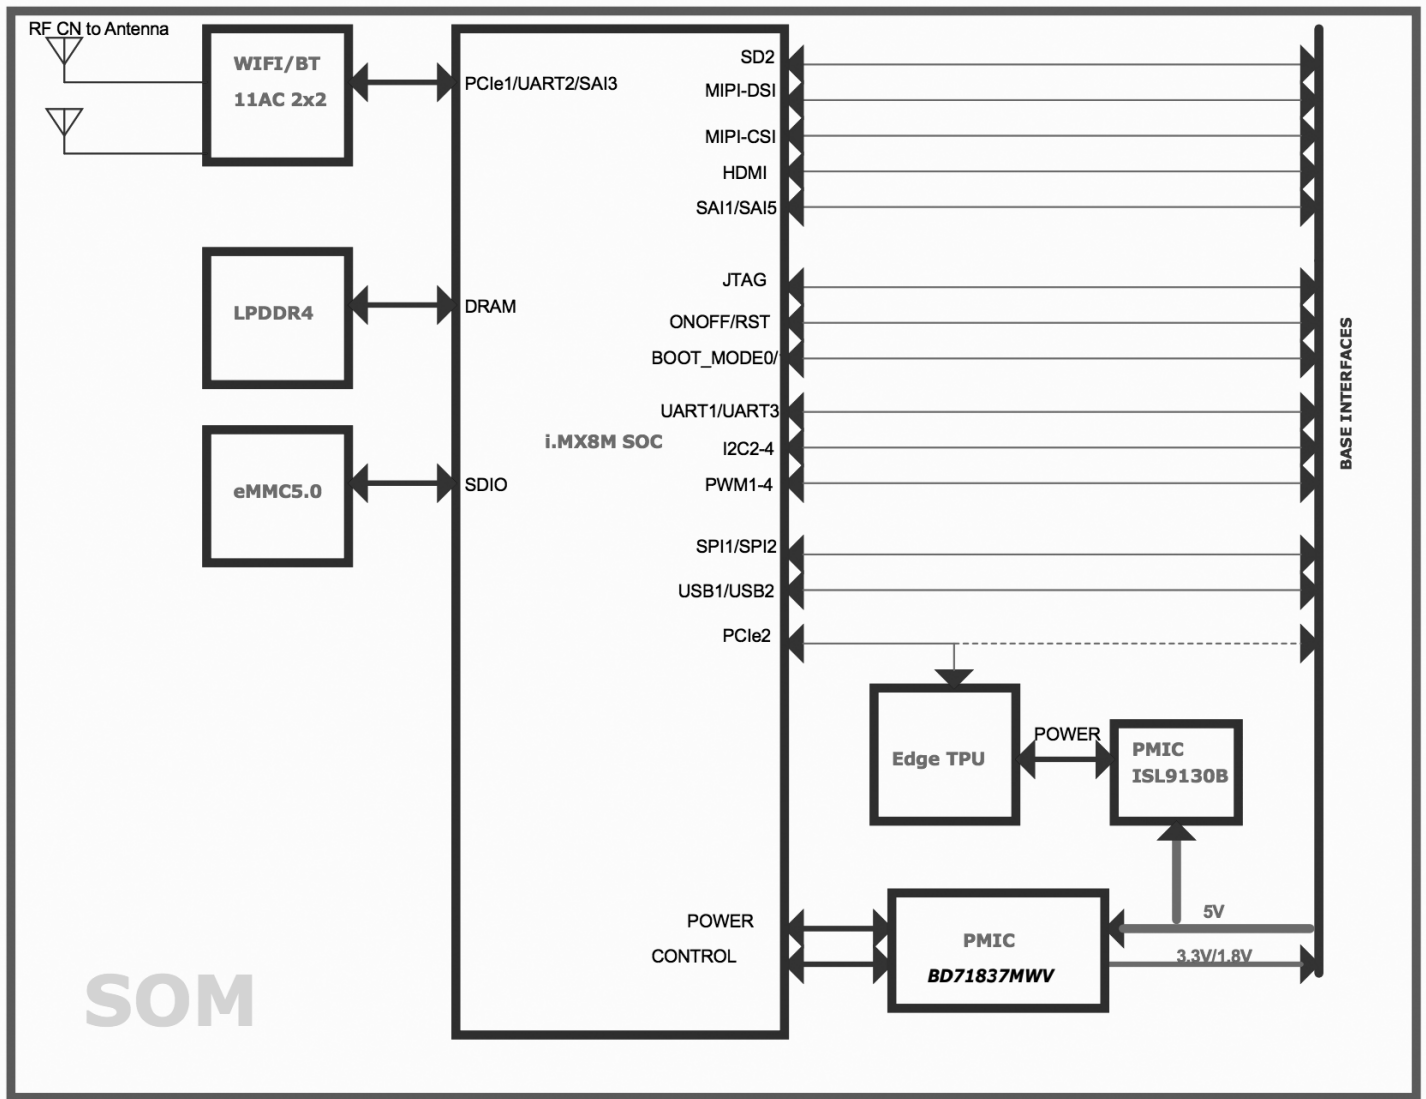 RF CN to Antenna
WIFI/BT
11AC 2x2
PCIe1/UART2/SAI3
LPDDR4
DRAM
eMMC5.0
SDIO
i.MX8M SOC
SD2
MIPI-DSI
MIPI-CSI
HDMI
SAI1/SAI5
JTAG
ONOFF/RST
BOOT_MODE0/
UART1/UART3
I2C2-4
PWM1-4
SPI1/SPI2
USB1/USB2
PCIe2
BASE INTERFACES
Edge TPU
POWER
PMIC
ISL9130B
POWER
CONTROL
PMIC
BD71837MWV
5V
3.3V/1.8V
SOM